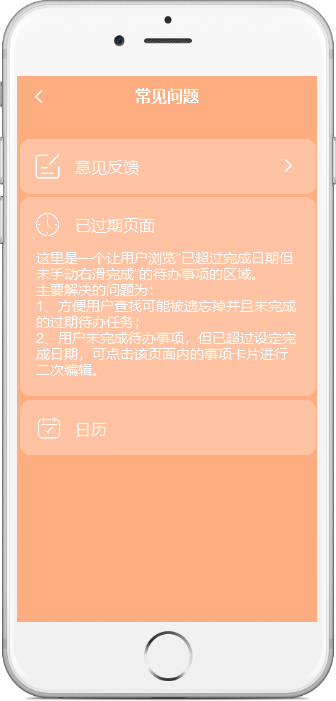 常见问题
意见反馈
已过期页面
这里是一个让用户浏览“已超过完成日期但
未手动右滑完成”的待办事项的区域。
主要解决的问题为：
1、方便用户查找可能被遗忘掉并且未完成
的过期待办任务；
2、用户未完成待办事项，但已超过设定完
成日期，可点击该页面内的事项卡片进行
二次编辑。
日历